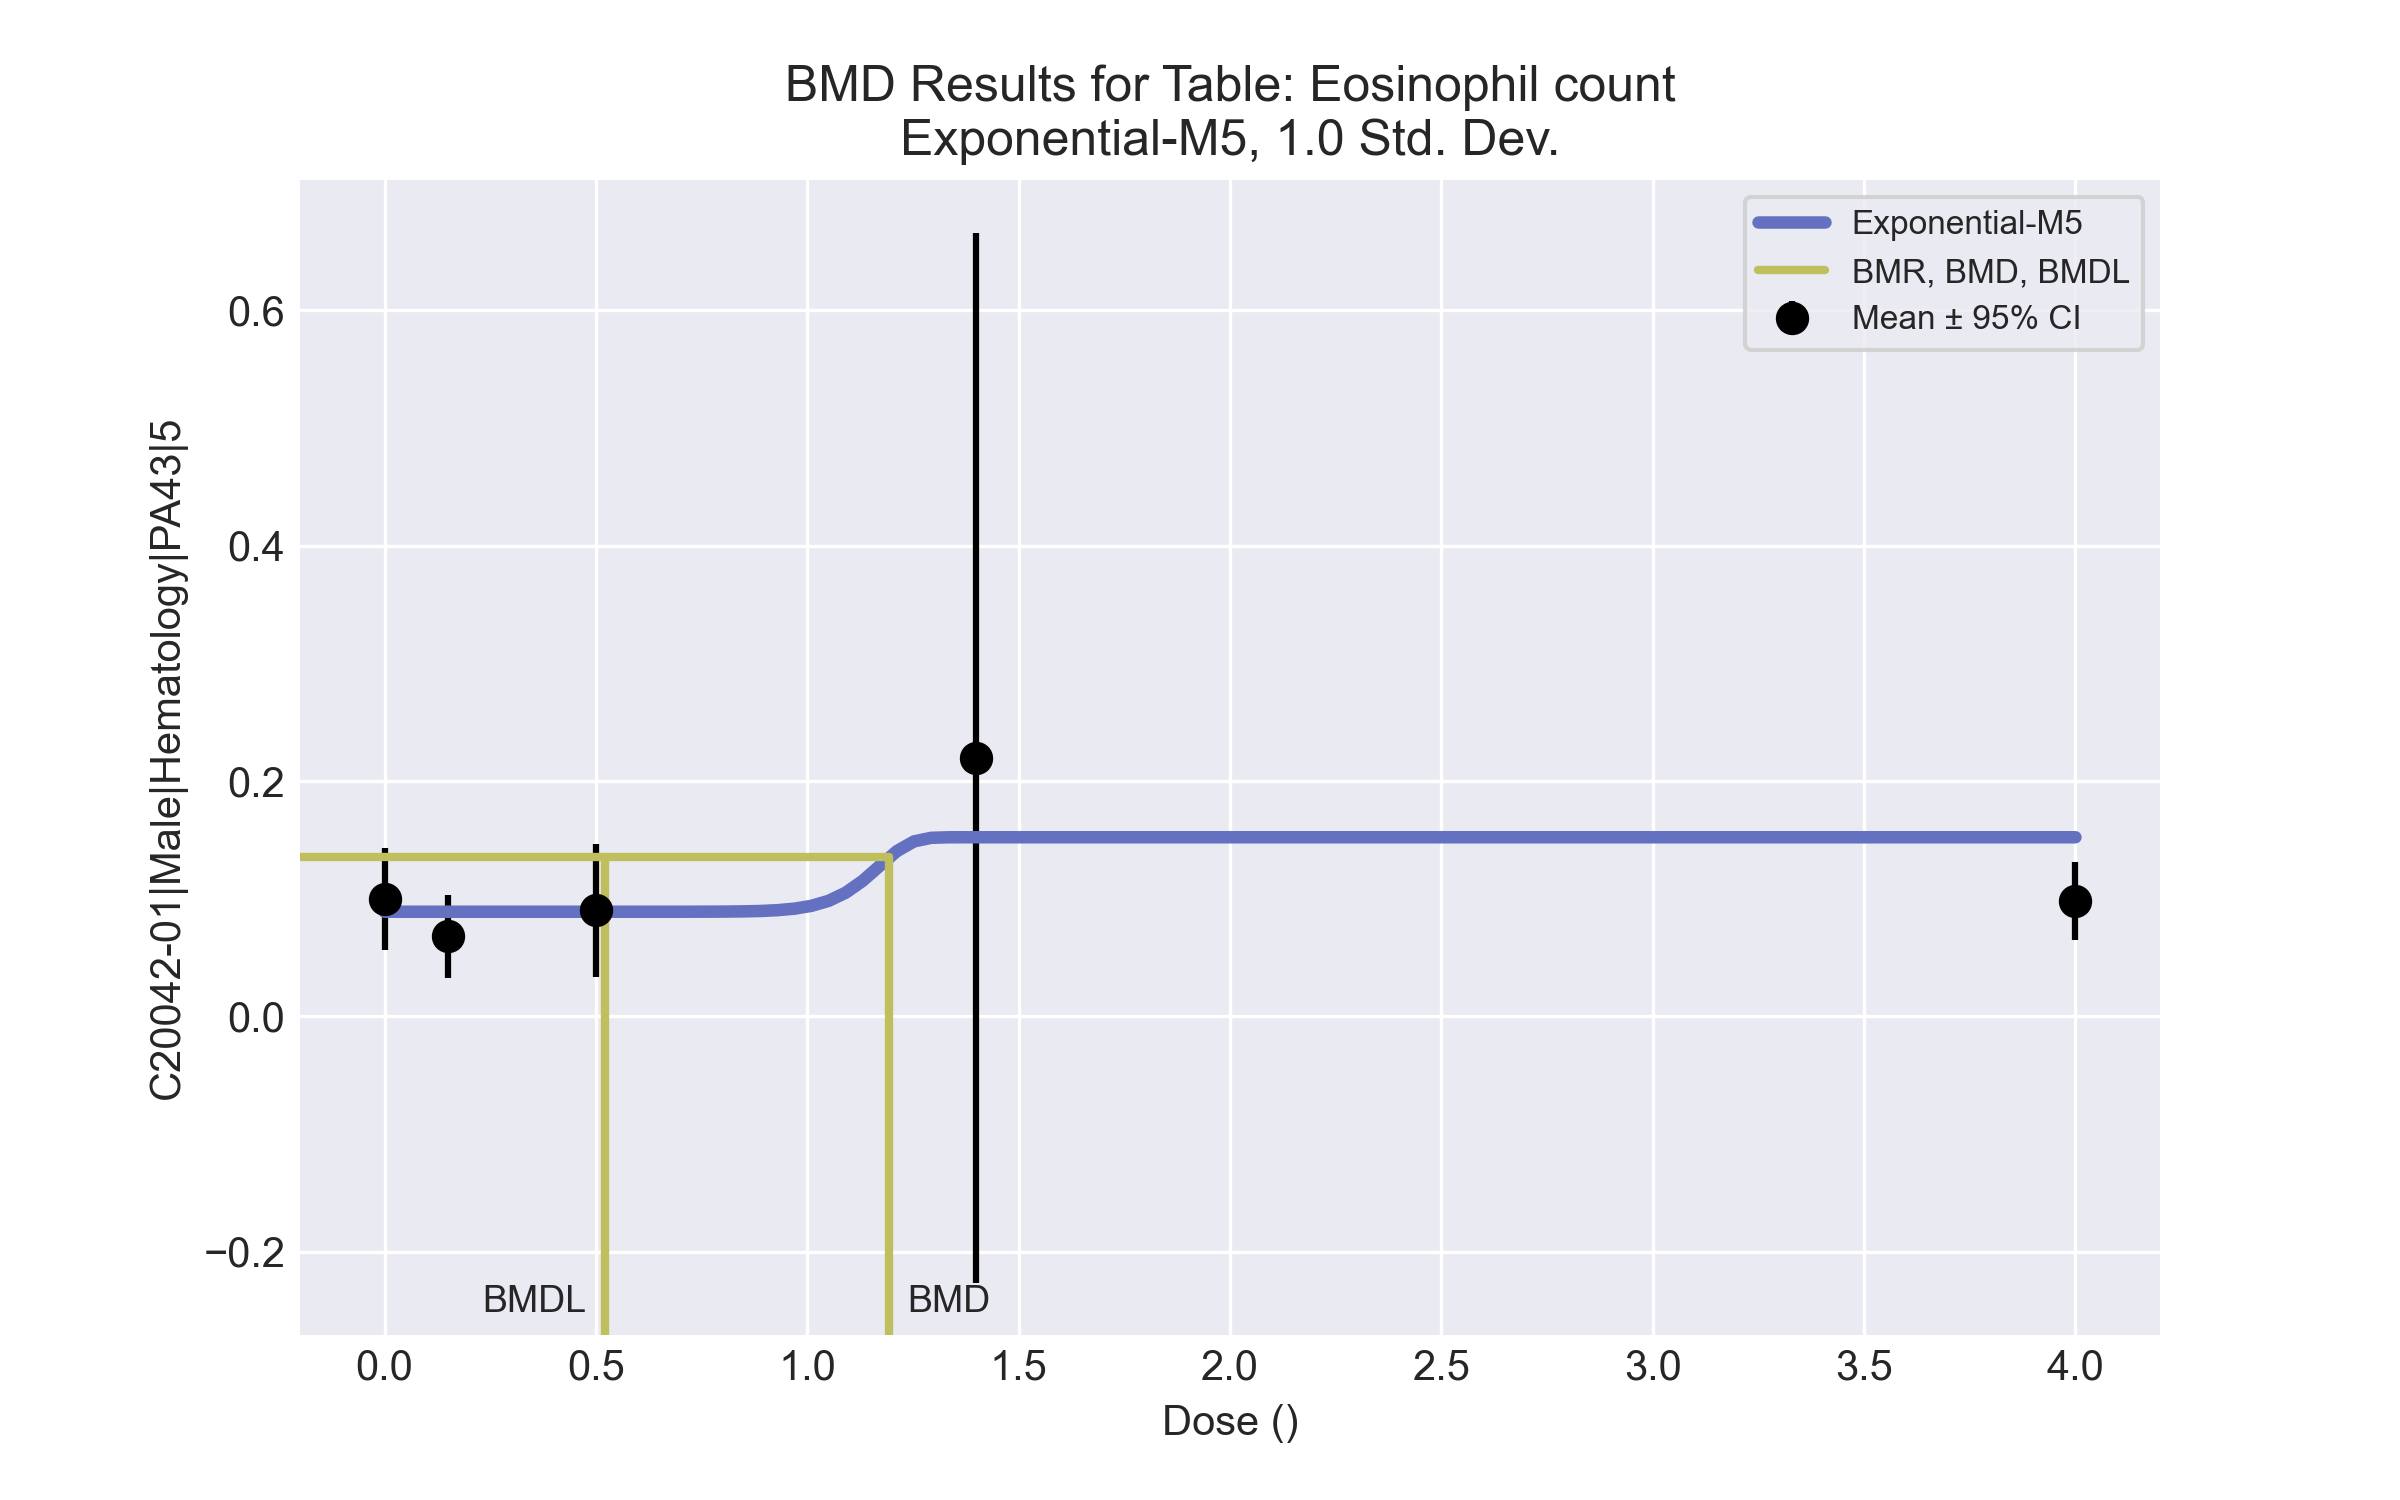 BMD Results for Table: Eosinophil count
Exponential-M5, 1.0 Std. Dev.
Exponential-M5
BMR, BMD, BMDL
Mean ± 95% CI
C20042-01|Male|Hematology|PA43|5
0.6
0.4
0.2
0.0
−0.2
BMDL
BMD
0.0 0.5 1.0 1.5 2.0 2.5 3.0 3.5 4.0
Dose ()